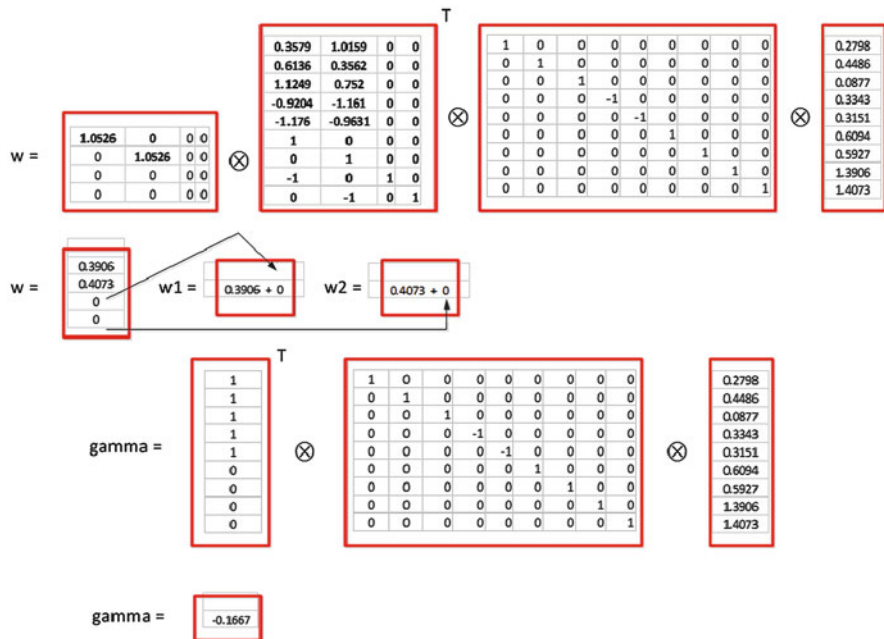 T
0.3579 1.0159 0 0
0.6136 0.3562 0 0
1.1249 0.752 0 0
-0.9204 -1.161 0 0
-1.176 -0.9631 0 0
1 0 0 0
0 1 0 0
-1 0 1 0
0 -1 0 1
w =
1.0526 0 0 0
0 1.0526 0 0
0 0 0 0
0 0 0 0
⊗
⊗
1 0 0 0 0 0 0 0 0
0 1 0 0 0 0 0 0 0
0 0 1 0 0 0 0 0 0
0 0 0 -1 0 0 0 0 0
0 0 0 0 -1 0 0 0 0
0 0 0 0 0 1 0 0 0
0 0 0 0 0 0 1 0 0
0 0 0 0 0 0 0 1 0
0 0 0 0 0 0 0 0 1
⊗
0.2798
0.4486
0.0877
0.3343
0.3151
0.6094
0.5927
1.3906
1.4073
w =
0.3906
0.4073
0
0
w1 =
0.3906 + 0
w2 =
0.4073 + 0
T
gamma =
1
1
1
1
1
0
0
0
0
⊗
1 0 0 0 0 0 0 0 0
0 1 0 0 0 0 0 0 0
0 0 1 0 0 0 0 0 0
0 0 0 -1 0 0 0 0 0
0 0 0 0 -1 0 0 0 0
0 0 0 0 0 1 0 0 0
0 0 0 0 0 0 1 0 0
0 0 0 0 0 0 0 1 0
0 0 0 0 0 0 0 0 1
⊗
0.2798
0.4486
0.0877
0.3343
0.3151
0.6094
0.5927
1.3906
1.4073
gamma =
-0.1667